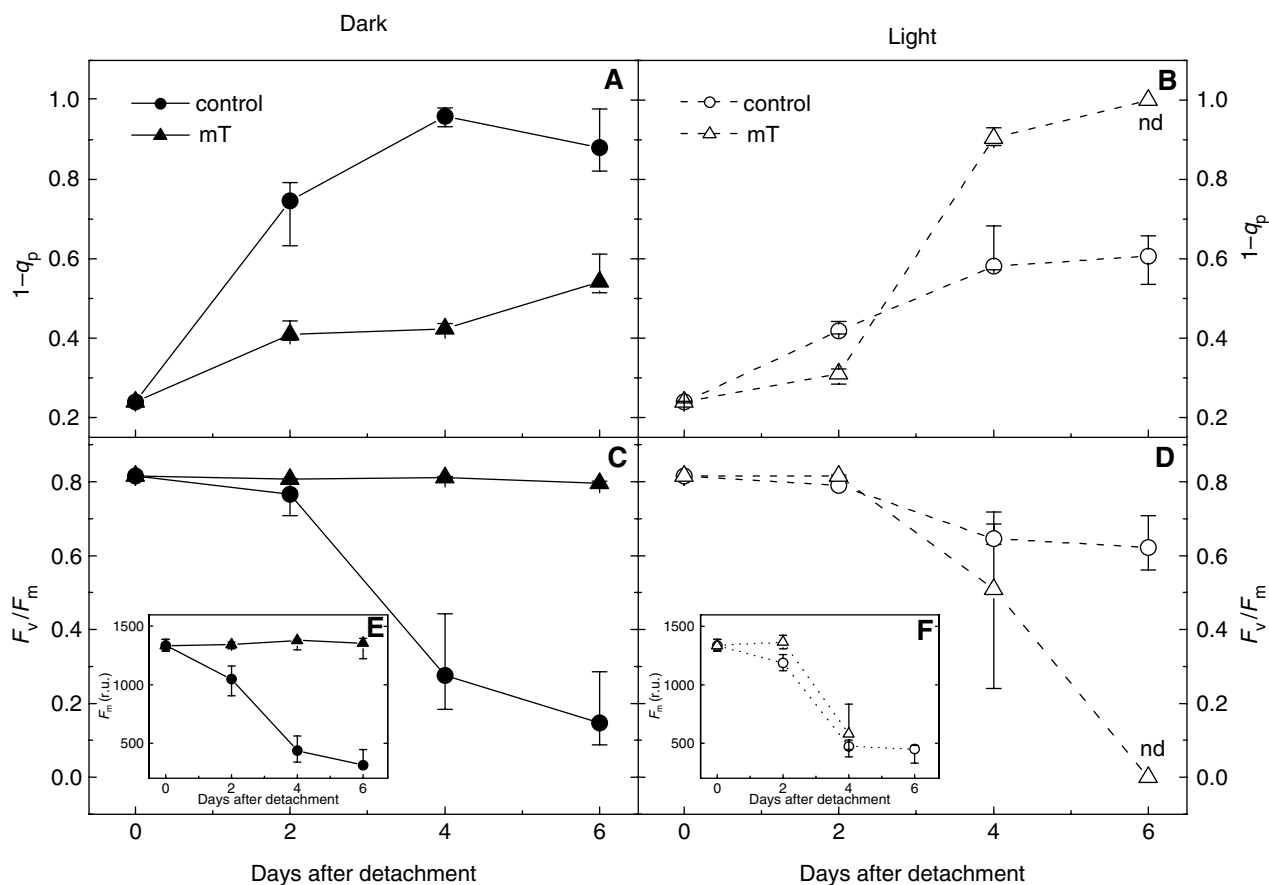 Dark
Light
A
control
mT
1.0
0.8
0.6
0.4
0.2
1–qp
B
control
mT
nd
1.0
0.8
0.6
0.4
0.2
1–qp
C
0.8
0.6
0.4
0.2
0.0
Fv/Fm
E
1500
1000
500
Fm (r.u.)
0 2 4 6
Days after detachment
D
nd
0.8
0.6
0.4
0.2
0.0
Fv/Fm
F
1500
1000
500
Fm (r.u.)
0 2 4 6
Days after detachment
0 2 4 6
Days after detachment
0 2 4 6
Days after detachment